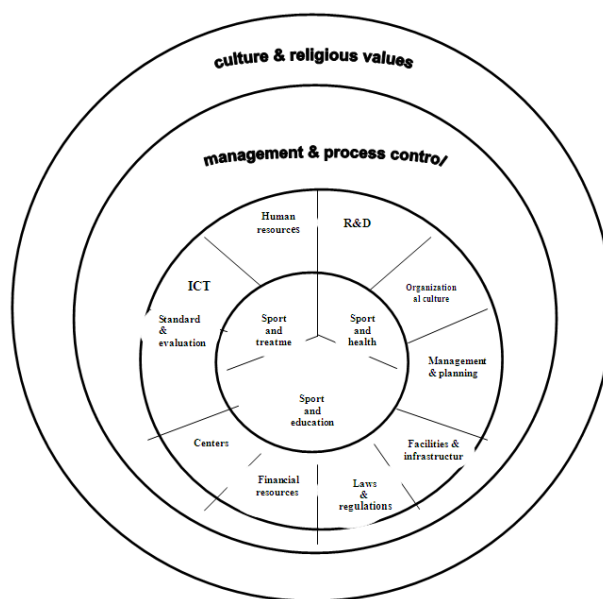 culture & religious values
management & process control
Human
resources
R&D
ICT
Organization
al culture
Standard
&
evaluation
Sport
and
treatme
Sport
and
health
Management
& planning
Sport
and
education
Centers
Facilities &
infrastructur
Financial
resources
Laws
&
regulations